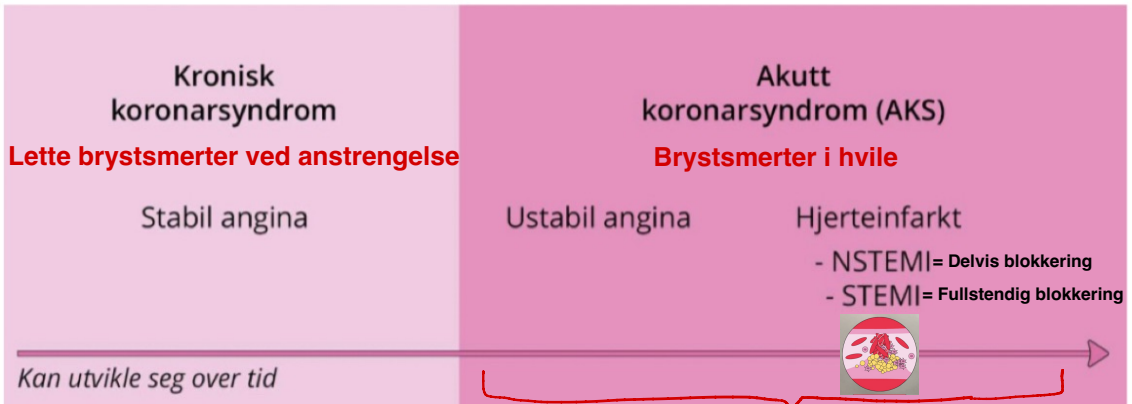 Kronisk
koronarsyndrom
Lette brystsmerter ved anstrengelse
Stabil angina
Akutt
koronarsyndrom (AKS)
Brystsmerter i hvile
Ustabil angina
Hjerteinfarkt
- NSTEMI= Delvis blokkering
- STEMI= Fullstendig blokkering
Kan utvikle seg over tid